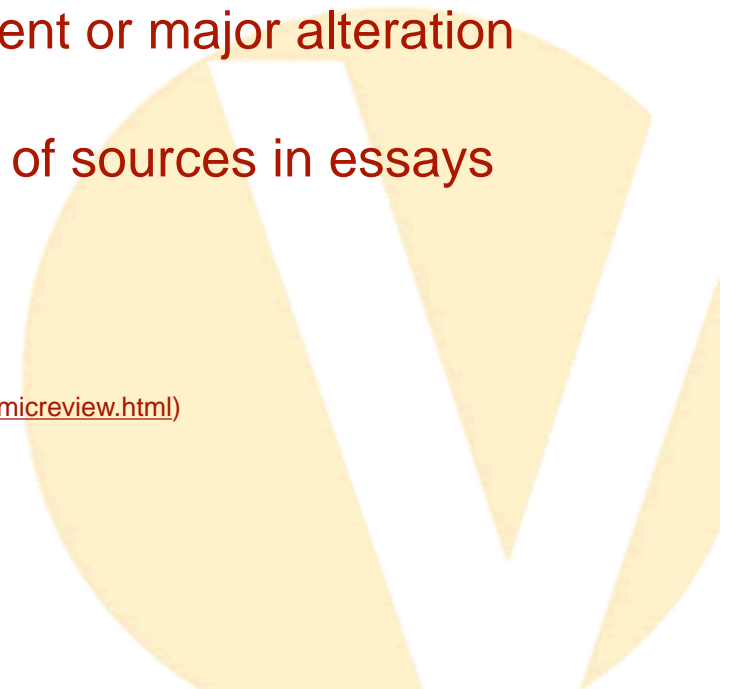 ent or major alteration
of sources in essays
micreview.html)